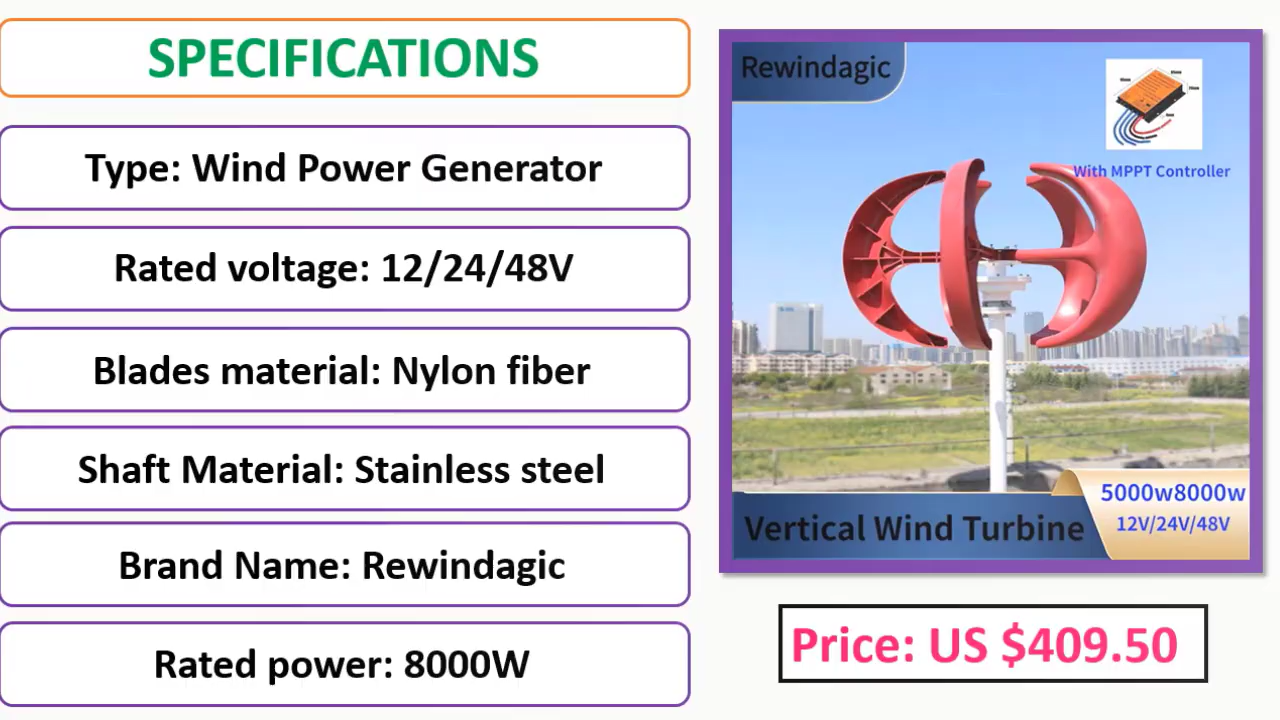 SPECIFICATIONS
Type: Wind Power Generator
Rated voltage: 12/24/48V
Blades material: Nylon fiber
Shaft Material: Stainless steel
Brand Name: Rewindagic
Rated power: 8000W
Rewindagic
With MPPT Controller
5000w8000w
12V/24V/48V
Vertical Wind Turbine
Price: US $409.50